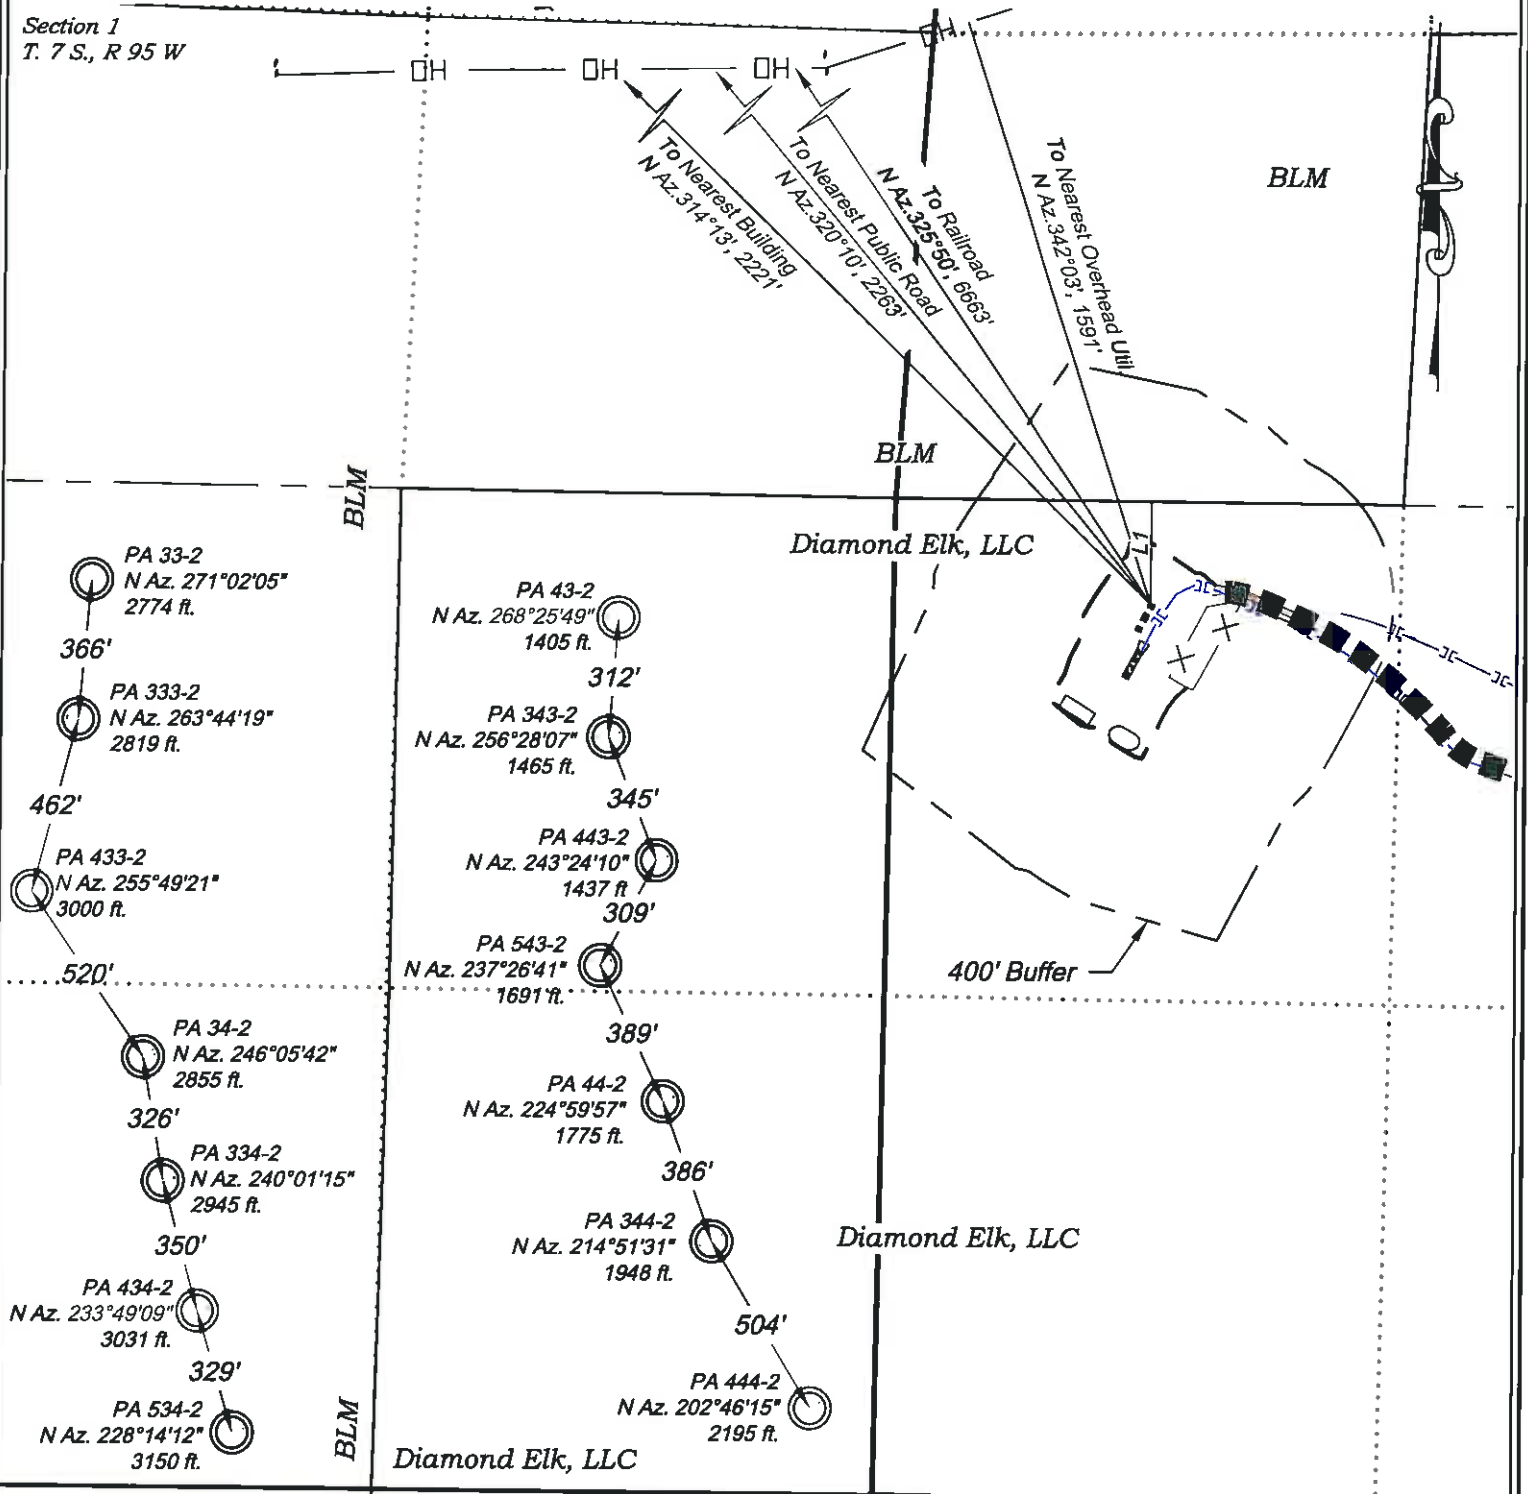 Section 1
T. 7 S., R 95 W
OH
OH
OH
OH
To Nearest Building
N Az.314°13', 2221'
To Nearest Public Road
N Az.320°10', 2263'
To Railroad
N Az.325°50', 6663'
To Nearest Overhead Util.
N Az.342°03', 1591'
BLM
BLM
BLM
Diamond Elk, LLC
L1
PA 33-2
N Az. 271°02'05"
2774 ft.
366'
PA 333-2
N Az. 263°44'19"
2819 ft.
462'
PA 433-2
N Az. 255°49'21"
3000 ft.
520'
PA 34-2
N Az. 246°05'42"
2855 ft.
326'
PA 334-2
N Az. 240°01'15"
2945 ft.
350'
PA 434-2
N Az. 233°49'09"
3031 ft.
329'
PA 534-2
N Az. 228°14'12"
3150 ft.
PA 43-2
N Az. 268°25'49"
1405 ft.
312'
PA 343-2
N Az. 256°28'07"
1465 ft.
345'
PA 443-2
N Az. 243°24'10"
1437 ft
309'
PA 543-2
N Az. 237°26'41"
1691 ft.
389'
PA 44-2
N Az. 224°59'57"
1775 ft.
386'
PA 344-2
N Az. 214°51'31"
1948 ft.
504'
PA 444-2
N Az. 202°46'15"
2195 ft.
400' Buffer
Diamond Elk, LLC
BLM
Diamond Elk, LLC